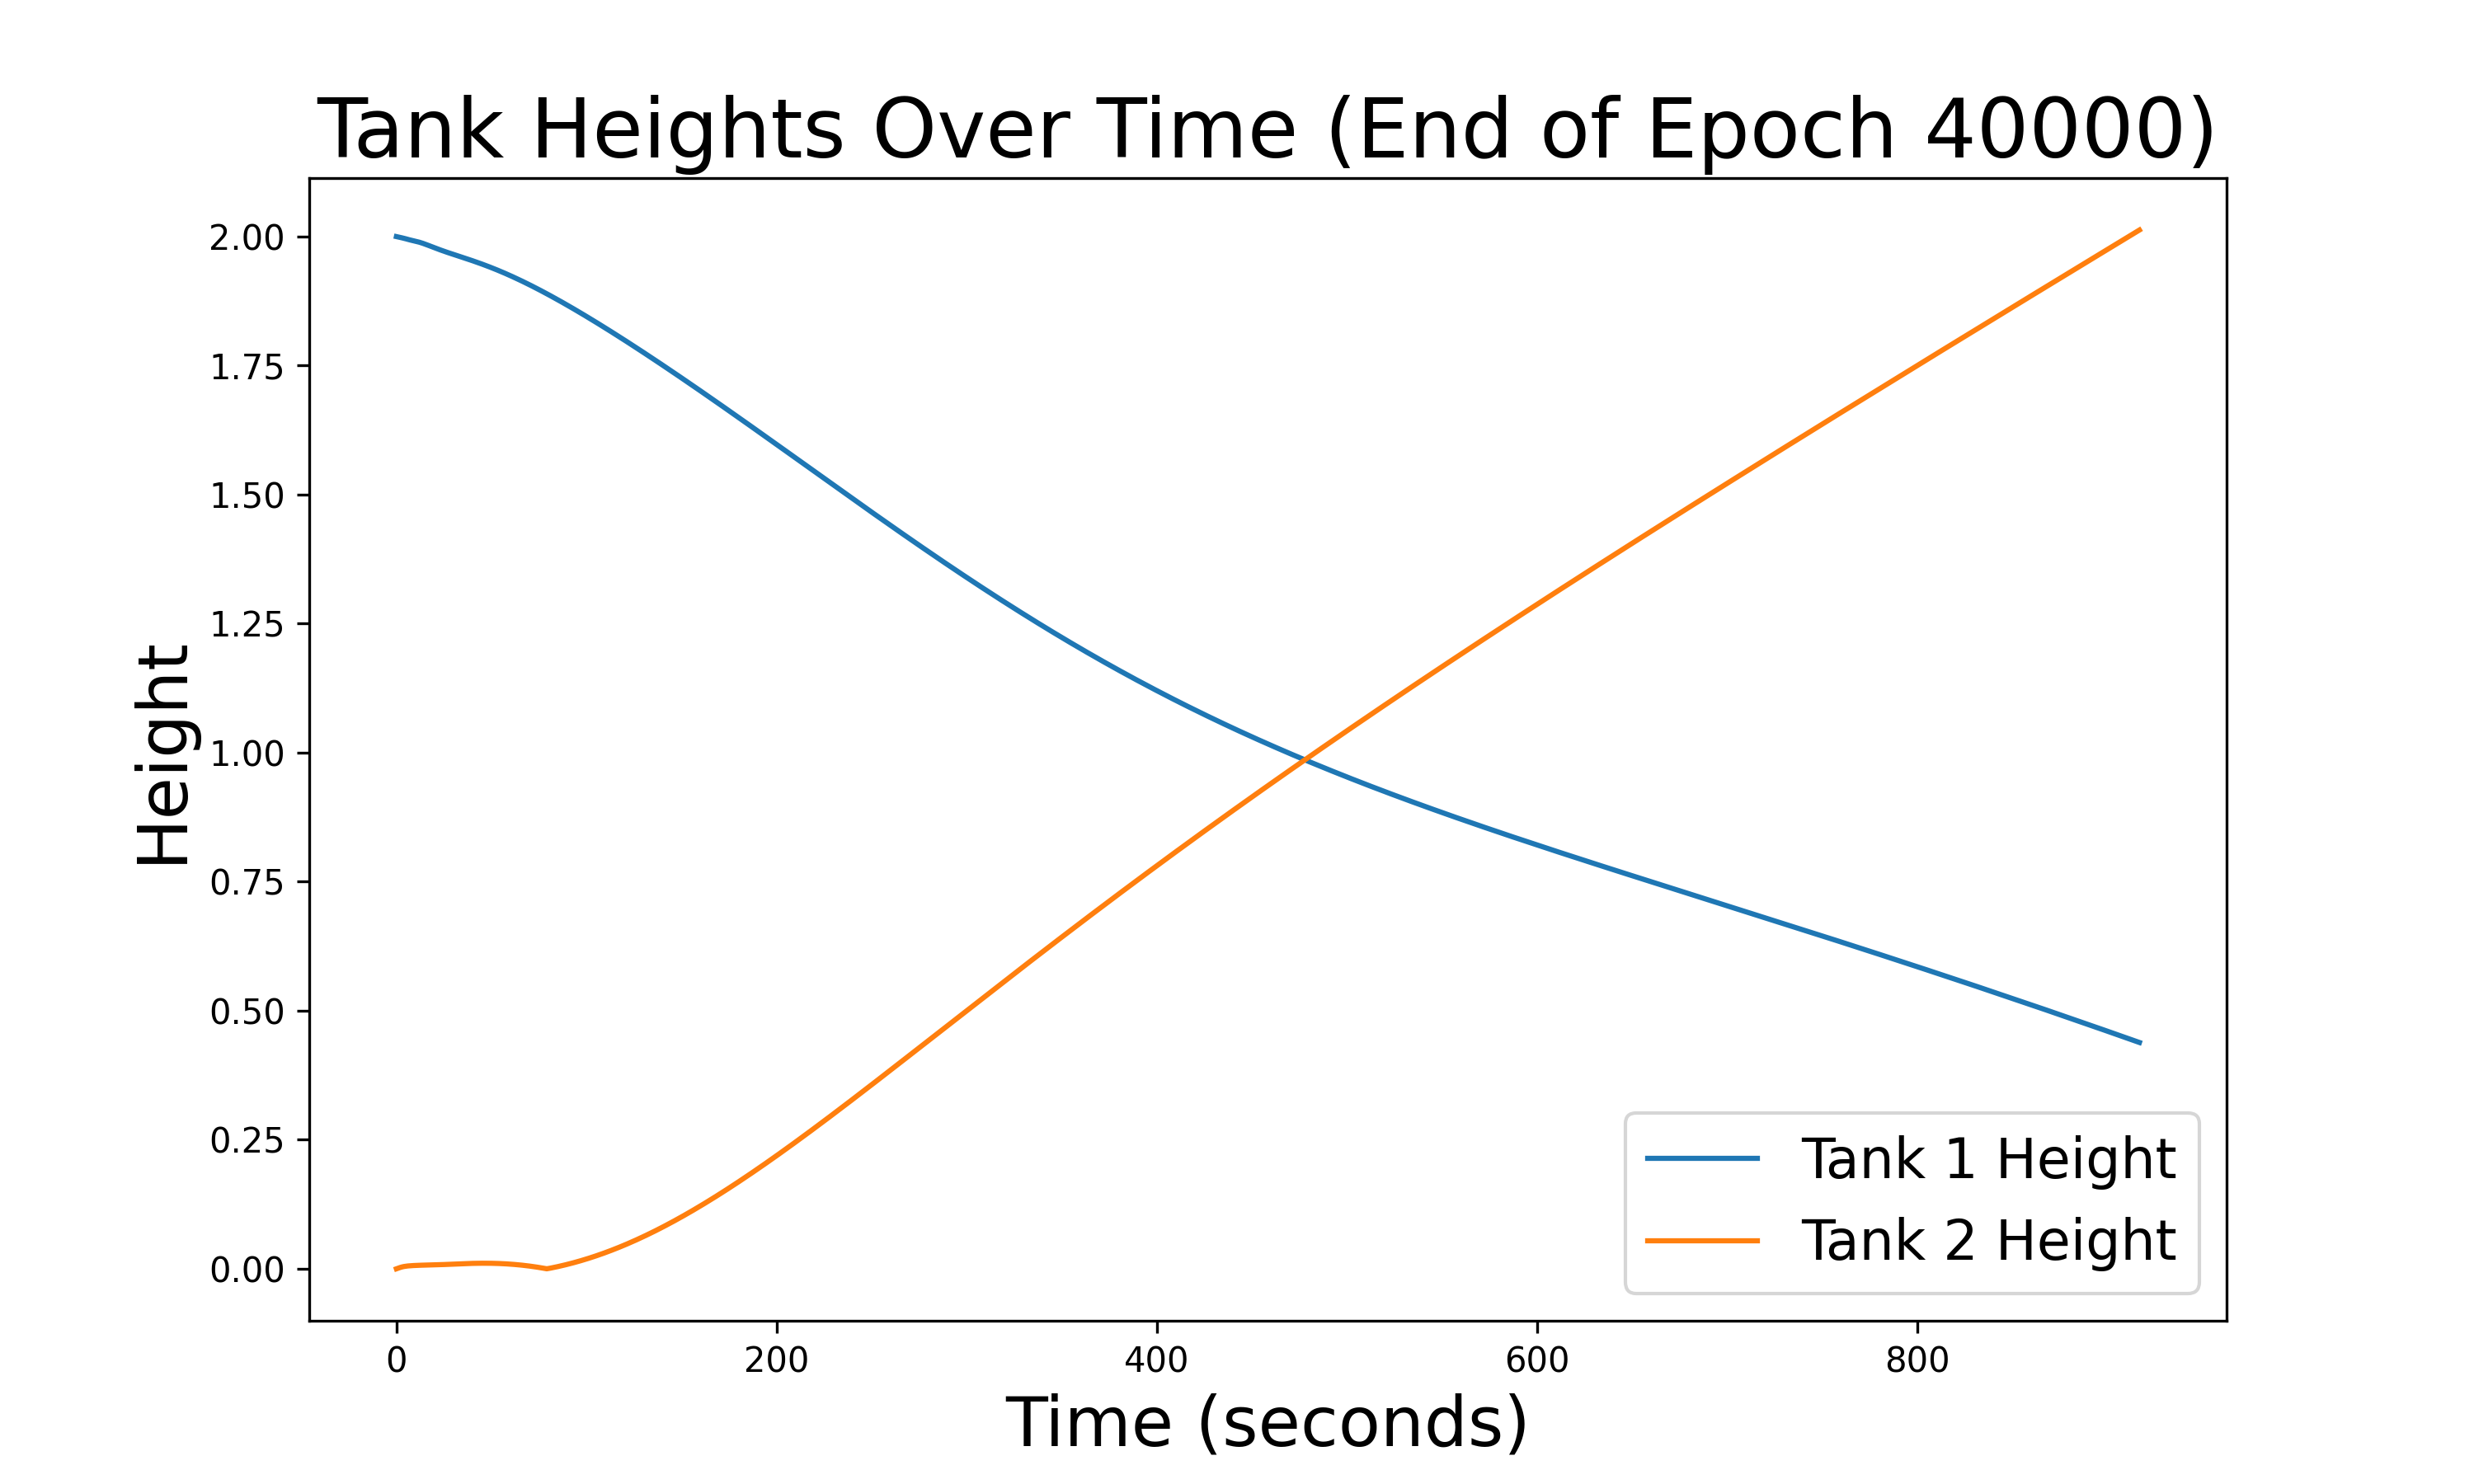 Tank Heights Over Time (End of Epoch 40000)
2.00
1.75
1.50
1.25
1.00
0.75
0.50
0.25
0.00
Height
0 200 400 600 800
Time (seconds)
Tank 1 Height
Tank 2 Height